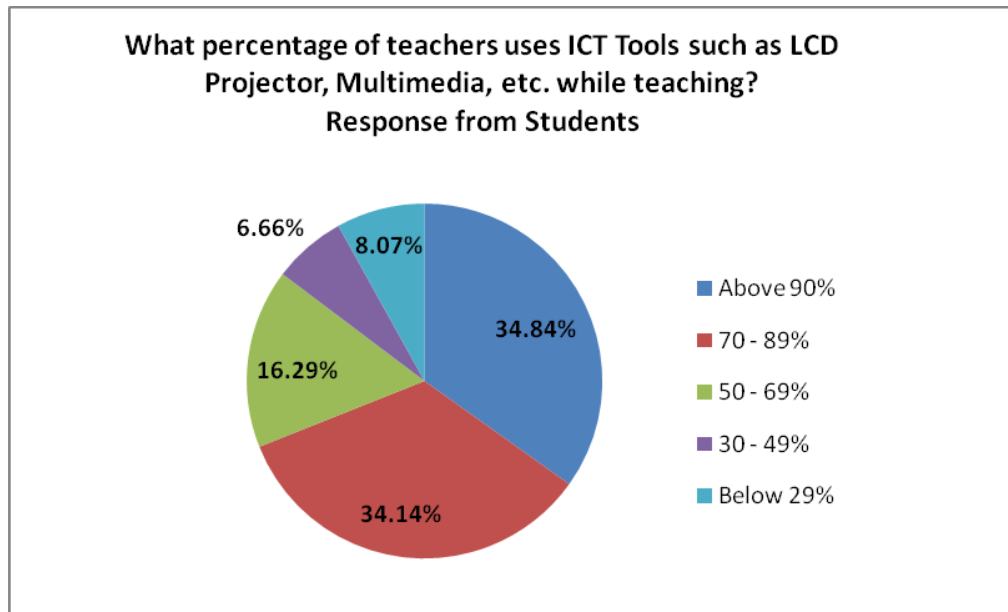 What percentage of teachers uses ICT Tools such as LCD
Projector, Multimedia, etc. while teaching?
Response from Students
6.66%
8.07%
34.84%
16.29%
34.14%
Above 90%
70 - 89%
50 - 69%
30 - 49%
Below 29%